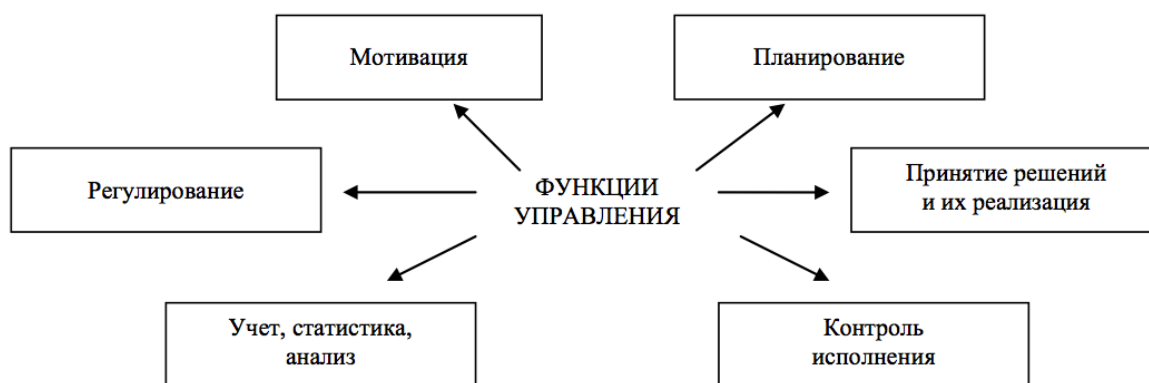 Мотивация
Планирование
Регулирование
ФУНКЦИИ
УПРАВЛЕНИЯ
Принятие решений
и их реализация
Учет, статистика,
анализ
Контроль
исполнения